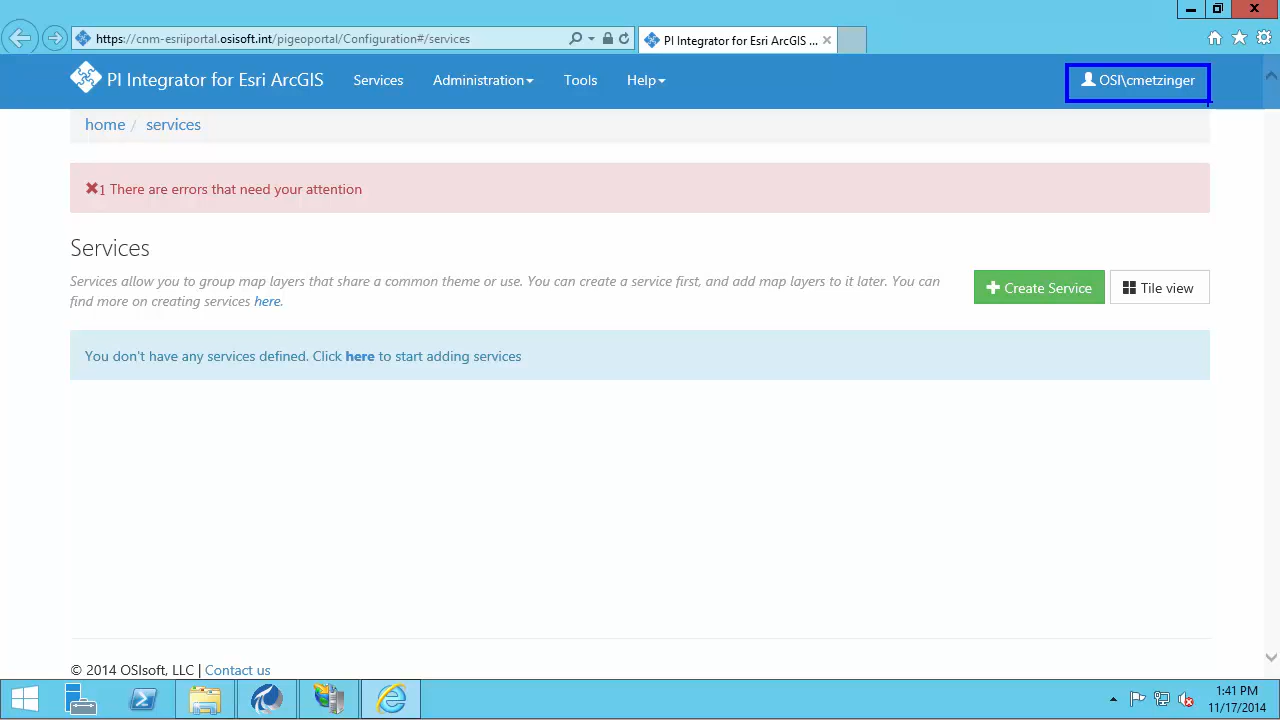 https://cnm-esriiportal.osisoft.int/pigeoportal/Configuration#/services
PI Integrator for Esri ArcGIS ...
PI Integrator for Esri ArcGIS
Services
Administration
Tools
Help
OSI\cmetzinger
home / services
1 There are errors that need your attention
Services
Services allow you to group map layers that share a common theme or use. You can create a service first, and add map layers to it later. You can
find more on creating services here.
Create Service
Tile view
You don't have any services defined. Click here to start adding services
© 2014 OSIsoft, LLC | Contact us
1:41 PM
11/17/2014